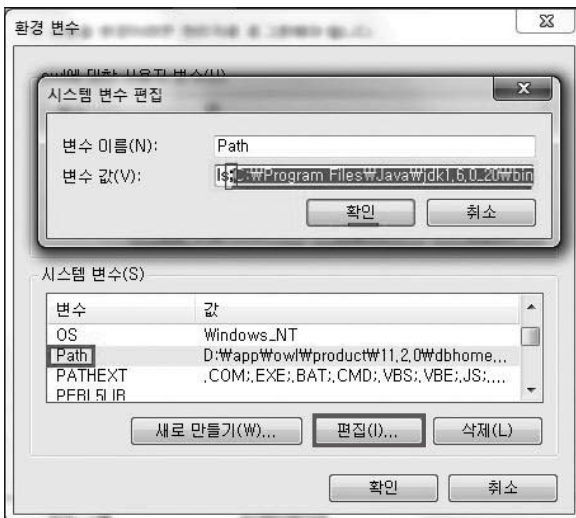 환경 변수
시스템 변수 편집
변수 이름(N):
Path
변수 값(V):
ls;C:₩Program Files₩Java₩jdk1,6,0_20₩bin
확인
취소
시스템 변수(S)
변수 값
OS Windows_NT
Path D:₩app₩owl₩product₩11,2,0₩dbhome,,,
PATHEXT ,COM;,EXE;,BAT;,CMD;,VBS;,VBE;,JS;,,,,
PERL5LIB
새로 만들기(W)...
편집(I)...
삭제(L)
확인
취소